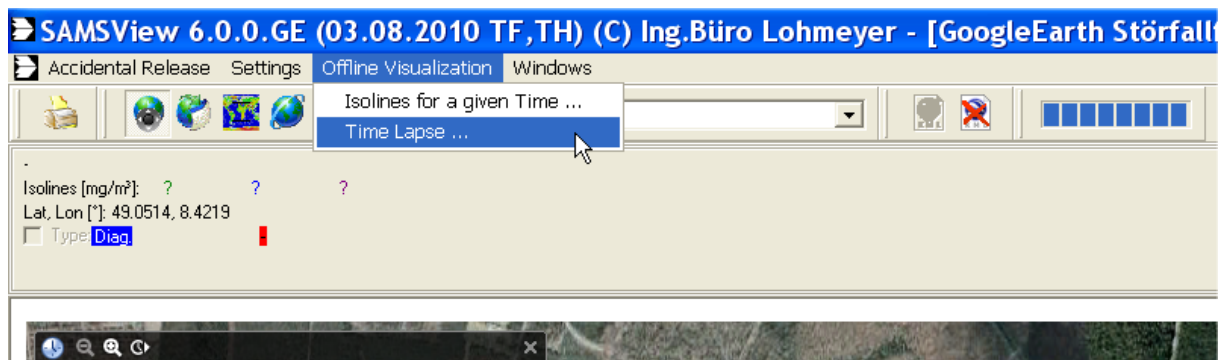 SAMSView 6.0.0.GE (03.08.2010 TF,TH) (C) Ing.Büro Lohmeyer - [GoogleEarth Störfall
Accidental Release Settings Offline Visualization Windows
Isolines for a given Time ...
Time Lapse ...
-
Isolines [mg/m³]: ? ? ?
Lat, Lon [°]: 49.0514, 8.4219
Type: Diag. -